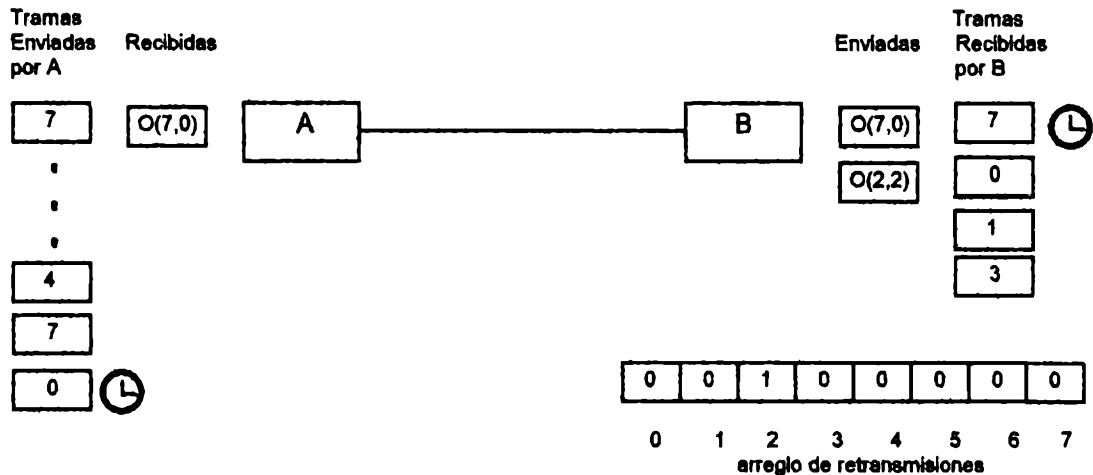 Tramas
Enviadas Recibidas
por A
Enviadas
Tramas
Recibidas
por B
7 O(7,0) A B O(7,0) 7
O(2,2) 0
1
4 3
7
0
0 0 1 0 0 0 0 0
0 1 2 3 4 5 6 7
arreglo de retransmisiones